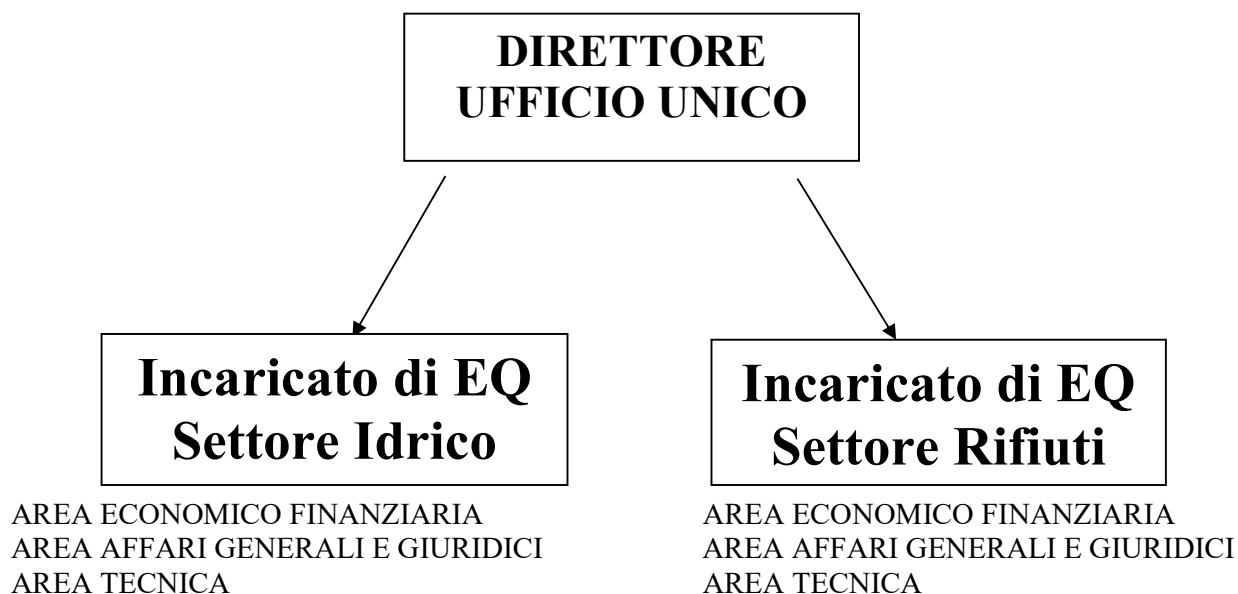 DIRETTORE
UFFICIO UNICO
Incaricato di EQ
Settore Idrico
AREA ECONOMICO FINANZIARIA
AREA AFFARI GENERALI E GIURIDICI
AREA TECNICA
Incaricato di EQ
Settore Rifiuti
AREA ECONOMICO FINANZIARIA
AREA AFFARI GENERALI E GIURIDICI
AREA TECNICA